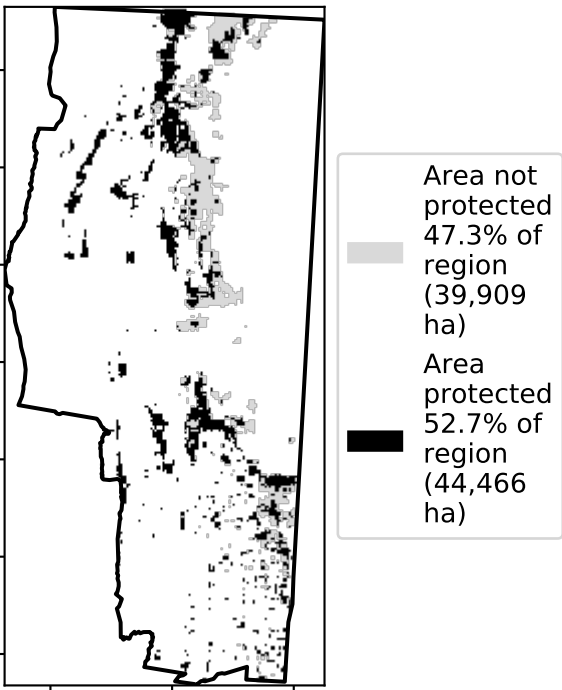 Area not
protected
47.3% of
region
(39,909
ha)
Area
protected
52.7% of
region
(44,466
ha)